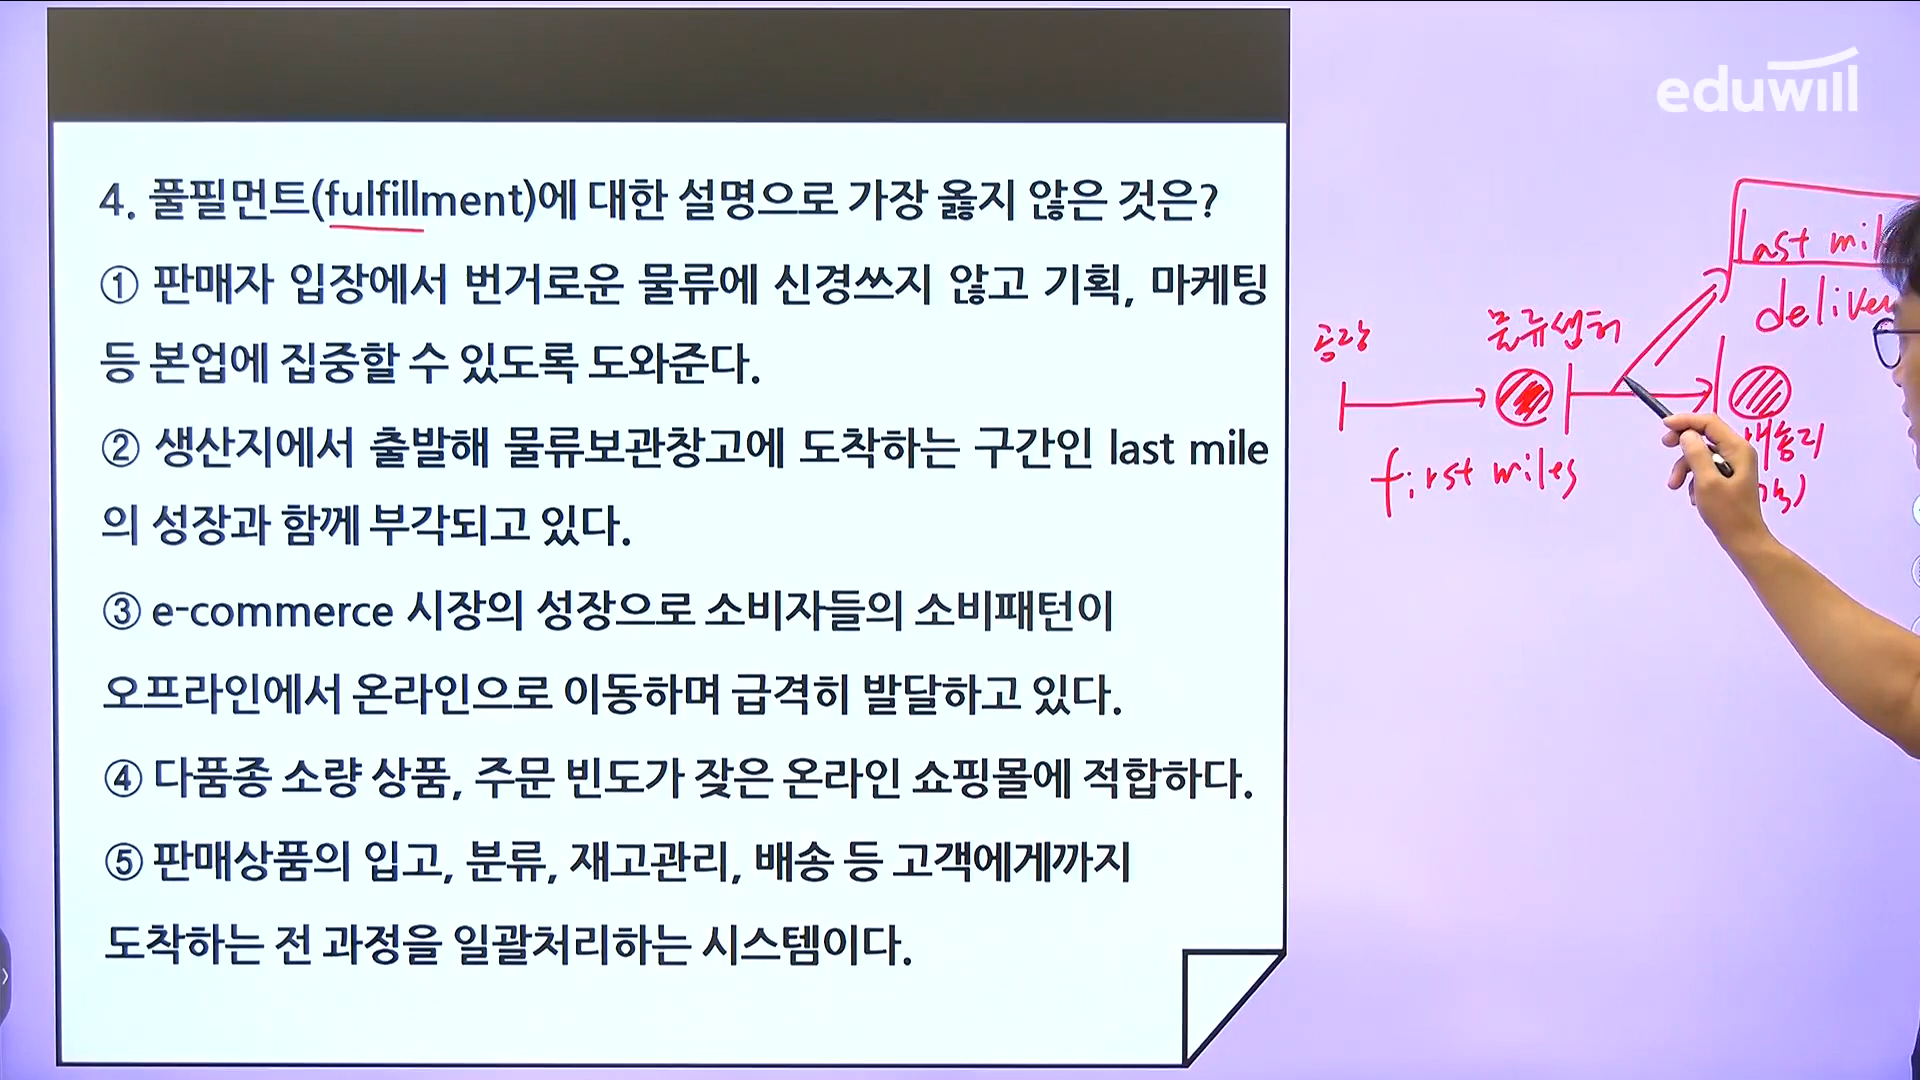 eduwill
4. 풀필먼트(fulfillment)에 대한 설명으로 가장 옳지 않은 것은?
① 판매자 입장에서 번거로운 물류에 신경쓰지 않고 기획, 마케팅
등 본업에 집중할 수 있도록 도와준다.
② 생산지에서 출발해 물류보관창고에 도착하는 구간인 last mile
의 성장과 함께 부각되고 있다.
③ e-commerce 시장의 성장으로 소비자들의 소비패턴이
오프라인에서 온라인으로 이동하며 급격히 발달하고 있다.
④ 다품종 소량 상품, 주문 빈도가 잦은 온라인 쇼핑몰에 적합하다.
⑤ 판매상품의 입고, 분류, 재고관리, 배송 등 고객에게까지
도착하는 전 과정을 일괄처리하는 시스템이다.
last mil
deliver
공장
물류센터
first miles